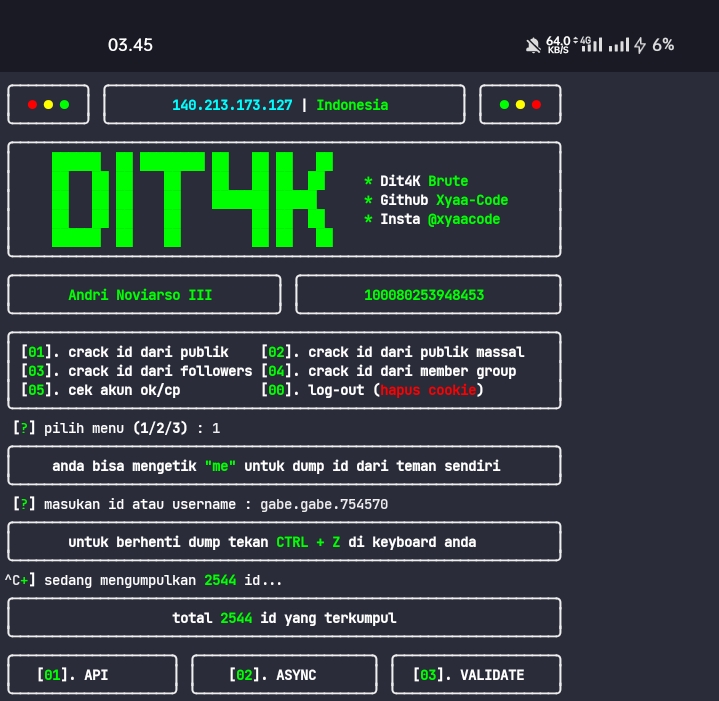 03.45 64.0 KB/S 4G 6%
140.213.173.127 | Indonesia
DIT4K
* Dit4K Brute
* Github Xyaa-Code
* Insta @xyaacode
Andri Noviarso III 100080253948453
[01]. crack id dari publik [02]. crack id dari publik massal
[03]. crack id dari followers [04]. crack id dari member group
[05]. cek akun ok/cp [00]. log-out (hapus cookie)
[?] pilih menu (1/2/3) : 1
anda bisa mengetik "me" untuk dump id dari teman sendiri
[?] masukan id atau username : gabe.gabe.754570
untuk berhenti dump tekan CTRL + Z di keyboard anda
^C+] sedang mengumpulkan 2544 id...
total 2544 id yang terkumpul
[01]. API [02]. ASYNC [03]. VALIDATE